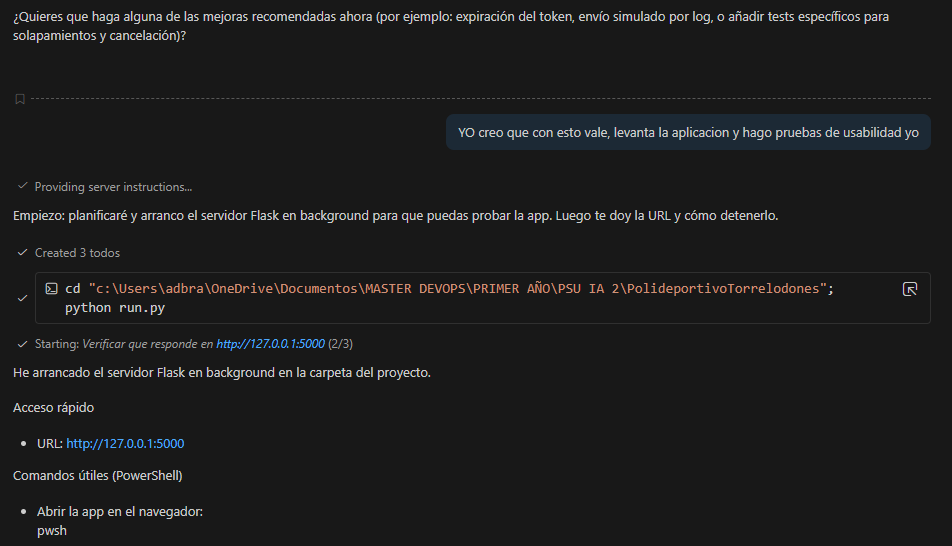 ¿Quieres que haga alguna de las mejoras recomendadas ahora (por ejemplo: expiración del token, envío simulado por log, o añadir tests específicos para
solapamientos y cancelación)?
YO creo que con esto vale, levanta la aplicacion y hago pruebas de usabilidad yo
Providing server instructions...
Empiezo: planificaré y arranco el servidor Flask en background para que puedas probar la app. Luego te doy la URL y cómo detenerlo.
Created 3 todos
cd "c:\Users\adbra\OneDrive\Documentos\MASTER DEVOPS\PRIMER AÑO\PSU IA 2\PolideportivoTorrelodones";
python run.py
Starting: Verificar que responde en http://127.0.0.1:5000 (2/3)
He arrancado el servidor Flask en background en la carpeta del proyecto.
Acceso rápido
• URL: http://127.0.0.1:5000
Comandos útiles (PowerShell)
• Abrir la app en el navegador:
pwsh